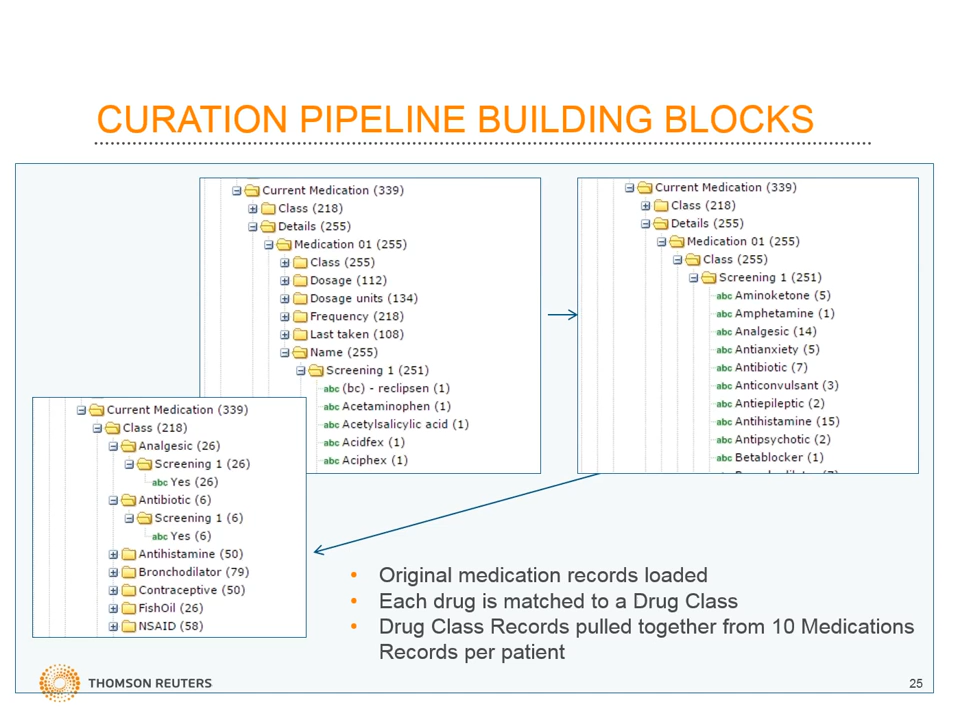 CURATION PIPELINE BUILDING BLOCKS
Current Medication (339)
Class (218)
Details (255)
Medication 01 (255)
Class (255)
Dosage (112)
Dosage units (134)
Frequency (218)
Last taken (108)
Name (255)
Screening 1 (251)
abc (bc) - reclipsen (1)
abc Acetaminophen (1)
abc Acetylsalicylic acid (1)
abc Acidfex (1)
abc Aciphex (1)
Current Medication (339)
Class (218)
Details (255)
Medication 01 (255)
Class (255)
Screening 1 (251)
abc Aminoketone (5)
abc Amphetamine (1)
abc Analgesic (14)
abc Antianxiety (5)
abc Antibiotic (7)
abc Anticonvulsant (3)
abc Antiepileptic (2)
abc Antihistamine (15)
abc Antipsychotic (2)
abc Betablocker (1)
Current Medication (339)
Class (218)
Analgesic (26)
Screening 1 (26)
abc Yes (26)
Antibiotic (6)
Screening 1 (6)
abc Yes (6)
Antihistamine (50)
Bronchodilator (79)
Contraceptive (50)
FishOil (26)
NSAID (58)
• Original medication records loaded
• Each drug is matched to a Drug Class
• Drug Class Records pulled together from 10 Medications
Records per patient
THOMSON REUTERS
25